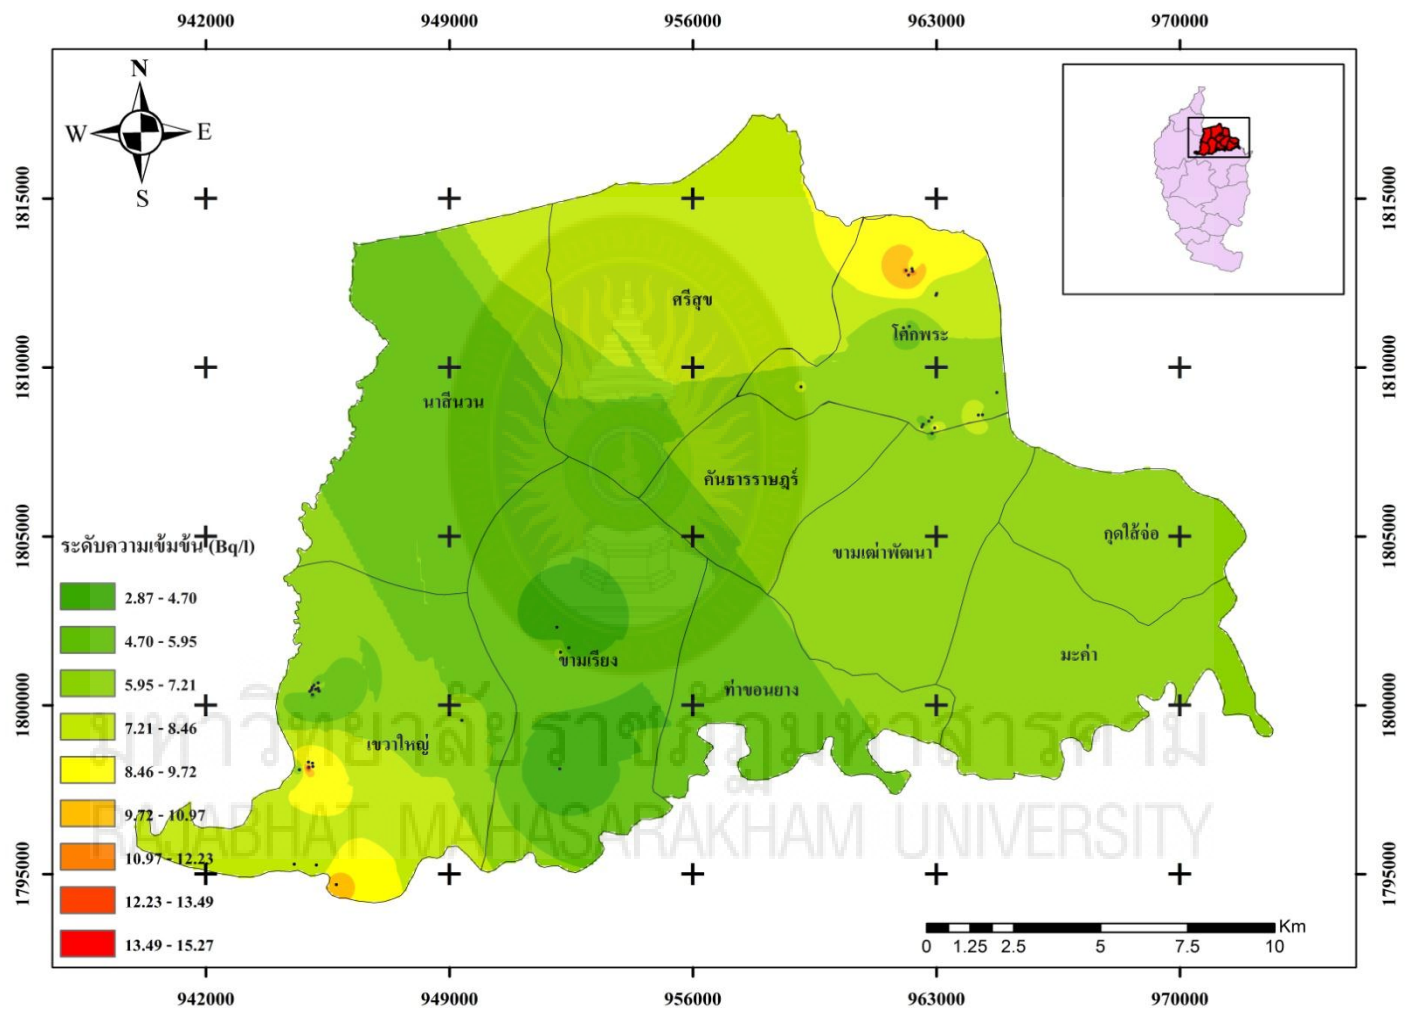 942000 949000 956000 963000 970000
N
W E
S
1815000 1815000
ศรีสุข
โคกพระ
1810000 1810000
นาสีนวน
คันธารราษฎร์
กุดใส้จ่อ
1805000 1805000
ขามเฒ่าพัฒนา
ระดับความเข้มข้น (Bq/l)
2.87 - 4.70
4.70 - 5.95
มะค่า
ขามเรียง
5.95 - 7.21
ท่าขอนยาง
1800000 1800000
7.21 - 8.46
มหาวิทยาลัยราชภัฏมหาสารคาม
เขวาใหญ่
8.46 - 9.72
9.72 - 10.97
RAJABHAT MAHASARAKHAM UNIVERSITY
10.97 - 12.23
1795000 1795000
12.23 - 13.49
13.49 - 15.27
Km
0 1.25 2.5 5 7.5 10
942000 949000 956000 963000 970000